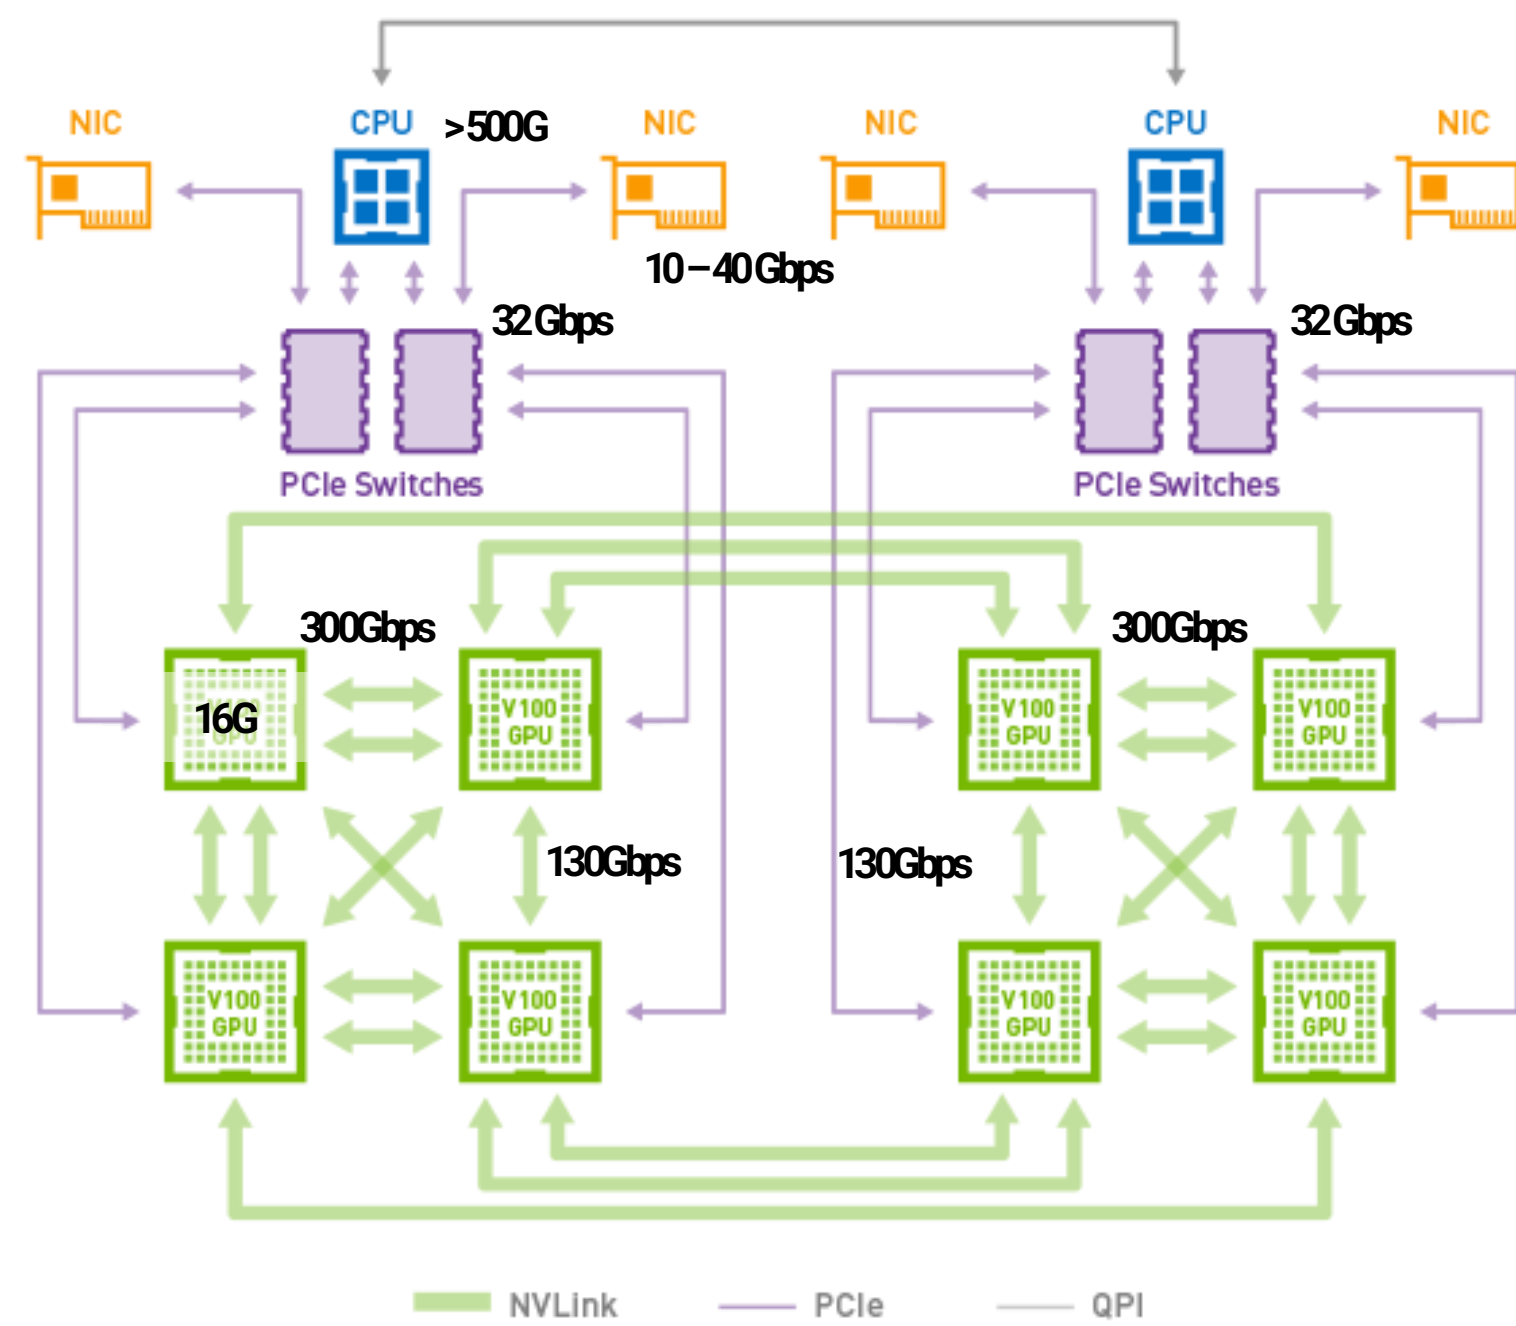 NIC
CPU
>500G
NIC
NIC
CPU
NIC
10–40Gbps
32Gbps
32Gbps
PCIe Switches
PCIe Switches
300Gbps
300Gbps
16G
V100
GPU
V100
GPU
V100
GPU
130Gbps
130Gbps
V100
GPU
V100
GPU
V100
GPU
V100
GPU
NVLink
PCIe
QPI